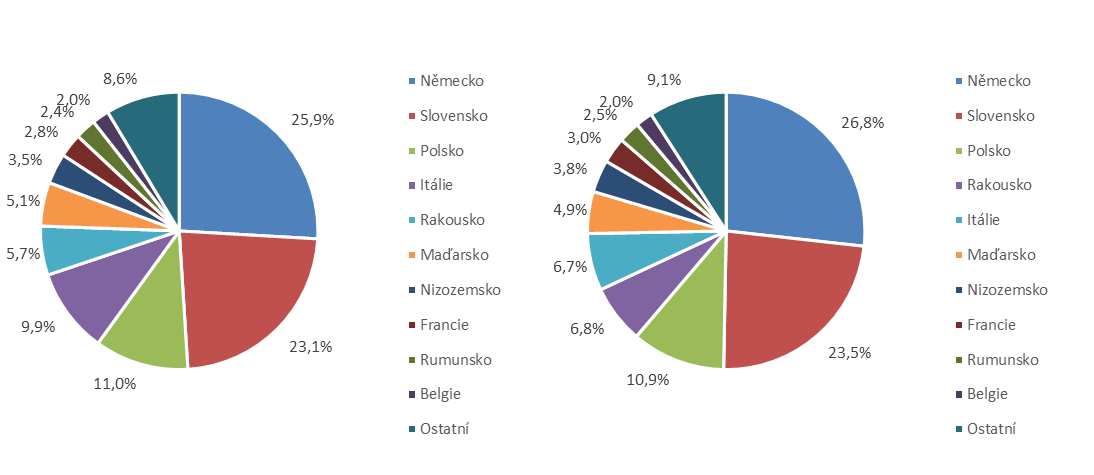 25,9%
23,1%
11,0%
9,9%
5,7%
5,1%
3,5%
2,8%
2,4%
2,0%
8,6%
Německo
Slovensko
Polsko
Itálie
Rakousko
Maďarsko
Nizozemsko
Francie
Rumunsko
Belgie
Ostatní
26,8%
23,5%
10,9%
6,8%
6,7%
4,9%
3,8%
3,0%
2,5%
2,0%
9,1%
Německo
Slovensko
Polsko
Rakousko
Itálie
Maďarsko
Nizozemsko
Francie
Rumunsko
Belgie
Ostatní